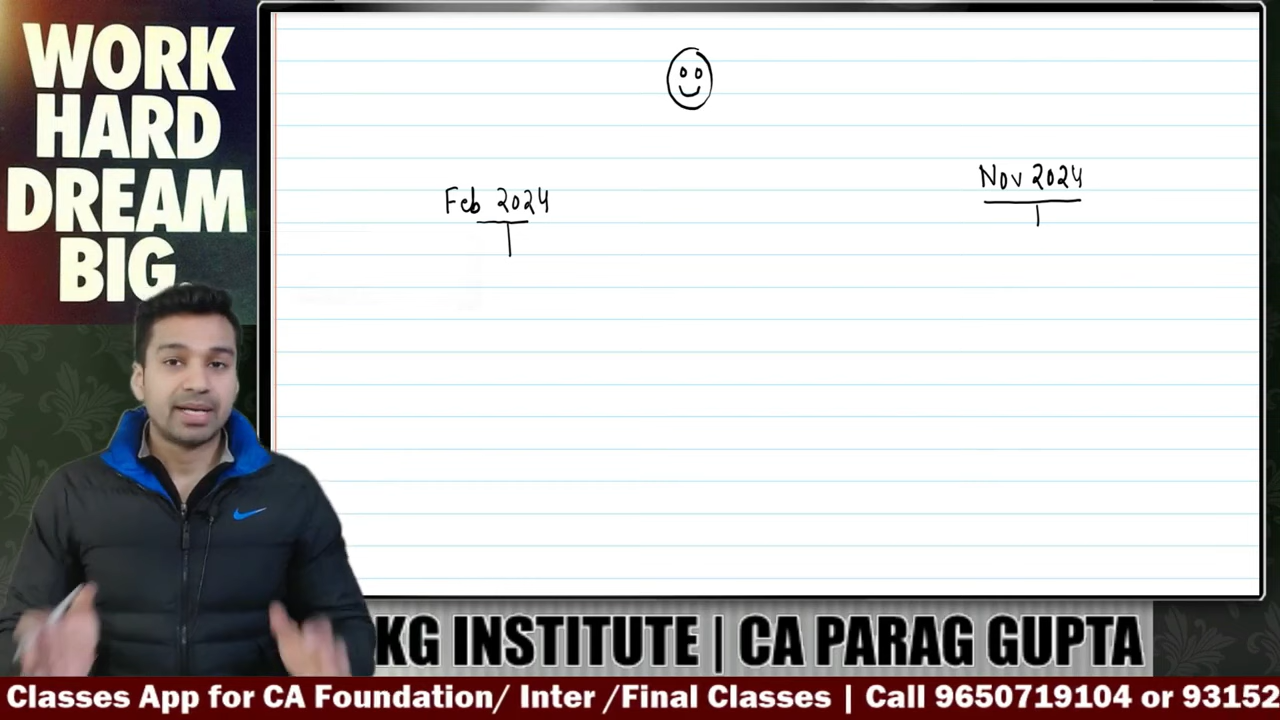 WORK
HARD
DREAM
BIG.
Feb 2024
Nov 2024
KG INSTITUTE | CA PARAG GUPTA
Classes App for CA Foundation/ Inter /Final Classes | Call 9650719104 or 93152